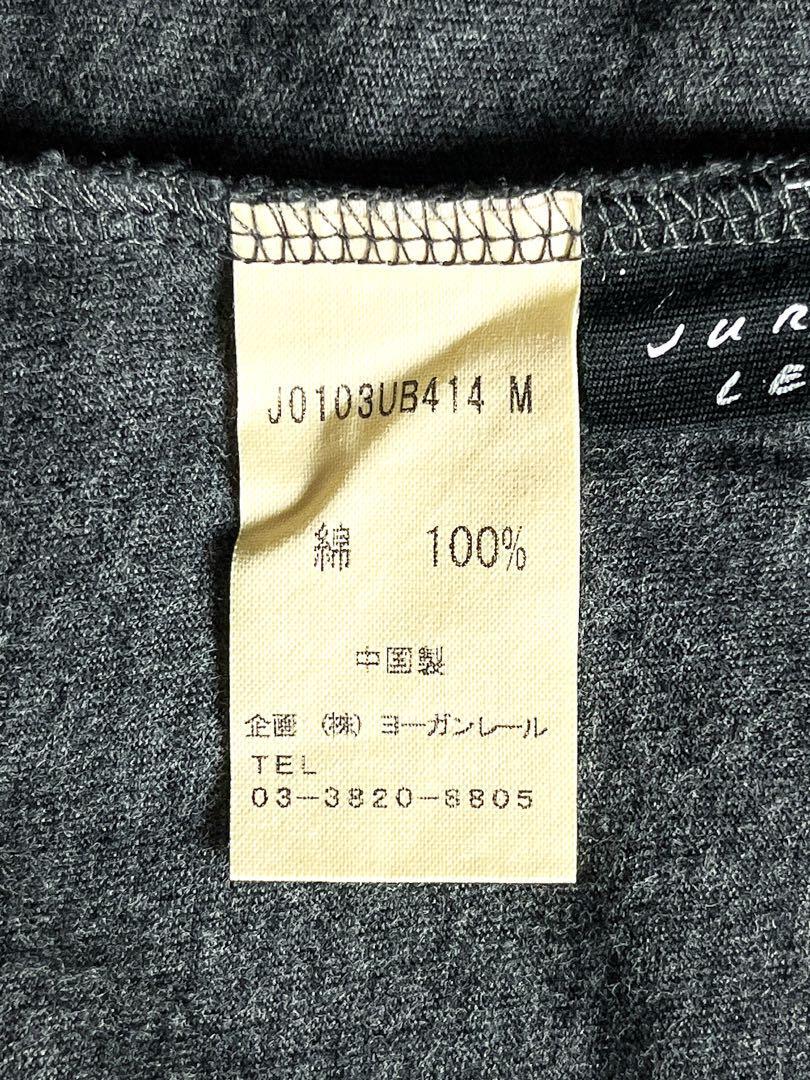 JUR
LE
J0103UB414 M
綿 100%
中国製
企画 (株) ヨーガンレール
TEL
03-3820-8805